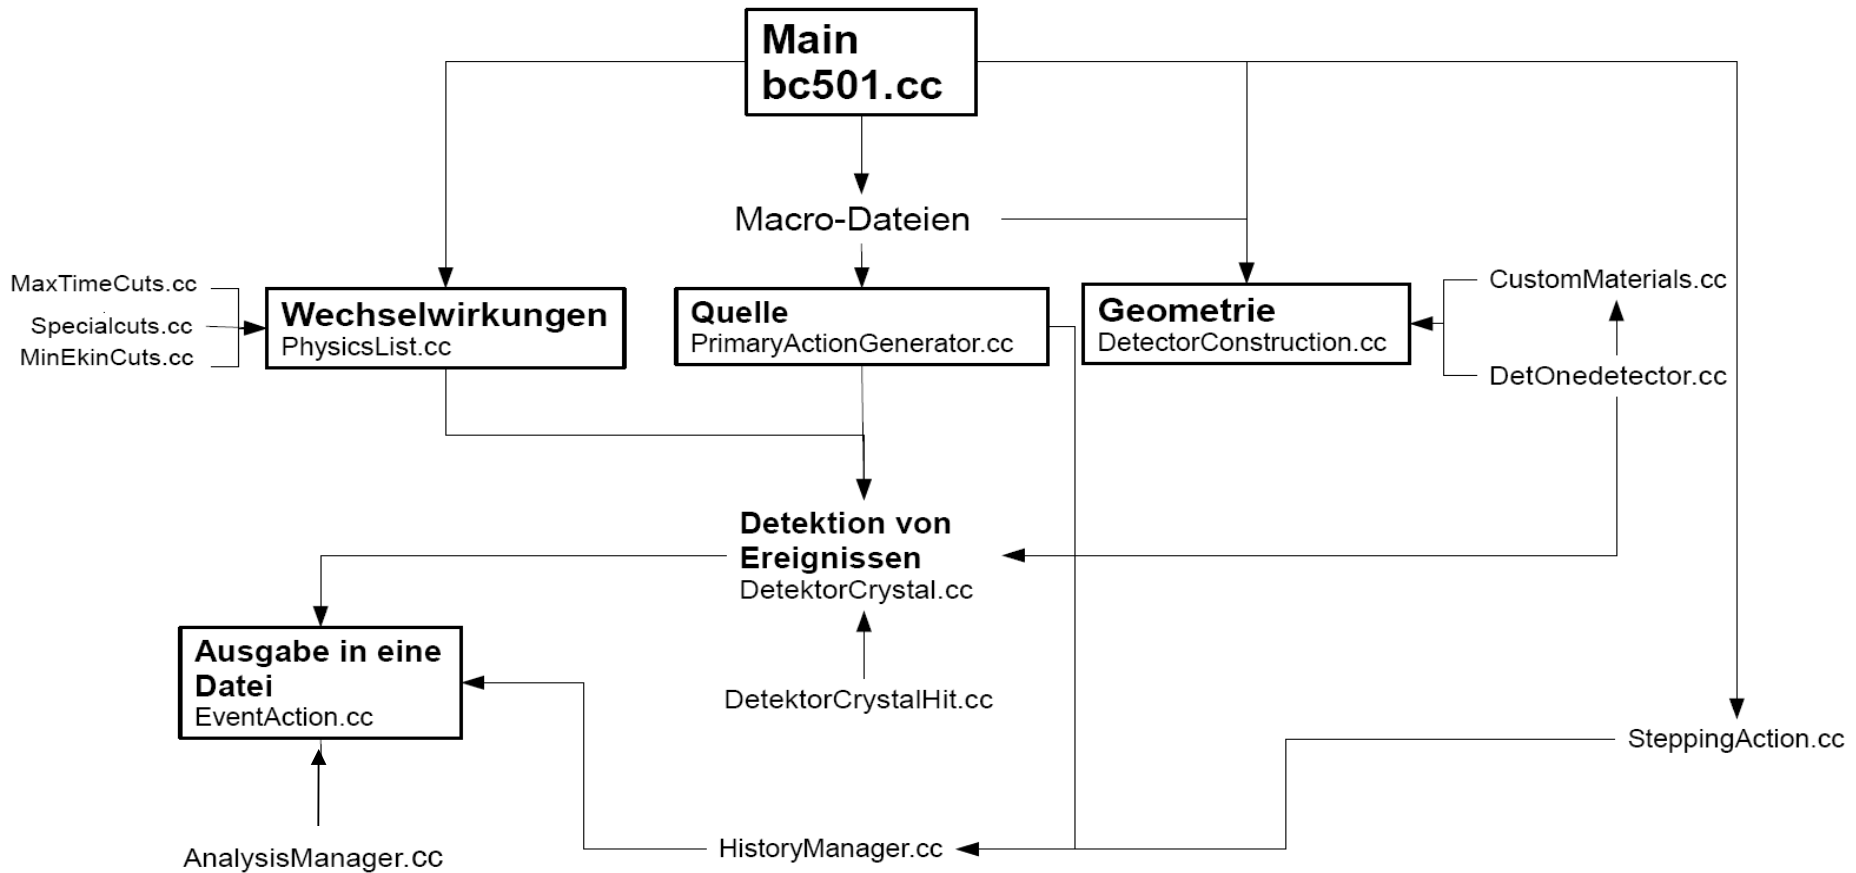 Main
bc501.cc
Macro-Dateien
MaxTimeCuts.cc
Specialcuts.cc
MinEkinCuts.cc
Wechselwirkungen
PhysicsList.cc
Quelle
PrimaryActionGenerator.cc
Geometrie
DetectorConstruction.cc
CustomMaterials.cc
DetOnedetector.cc
Detektion von
Ereignissen
DetektorCrystal.cc
Ausgabe in eine
Datei
EventAction.cc
DetektorCrystalHit.cc
SteppingAction.cc
AnalysisManager.cc
HistoryManager.cc